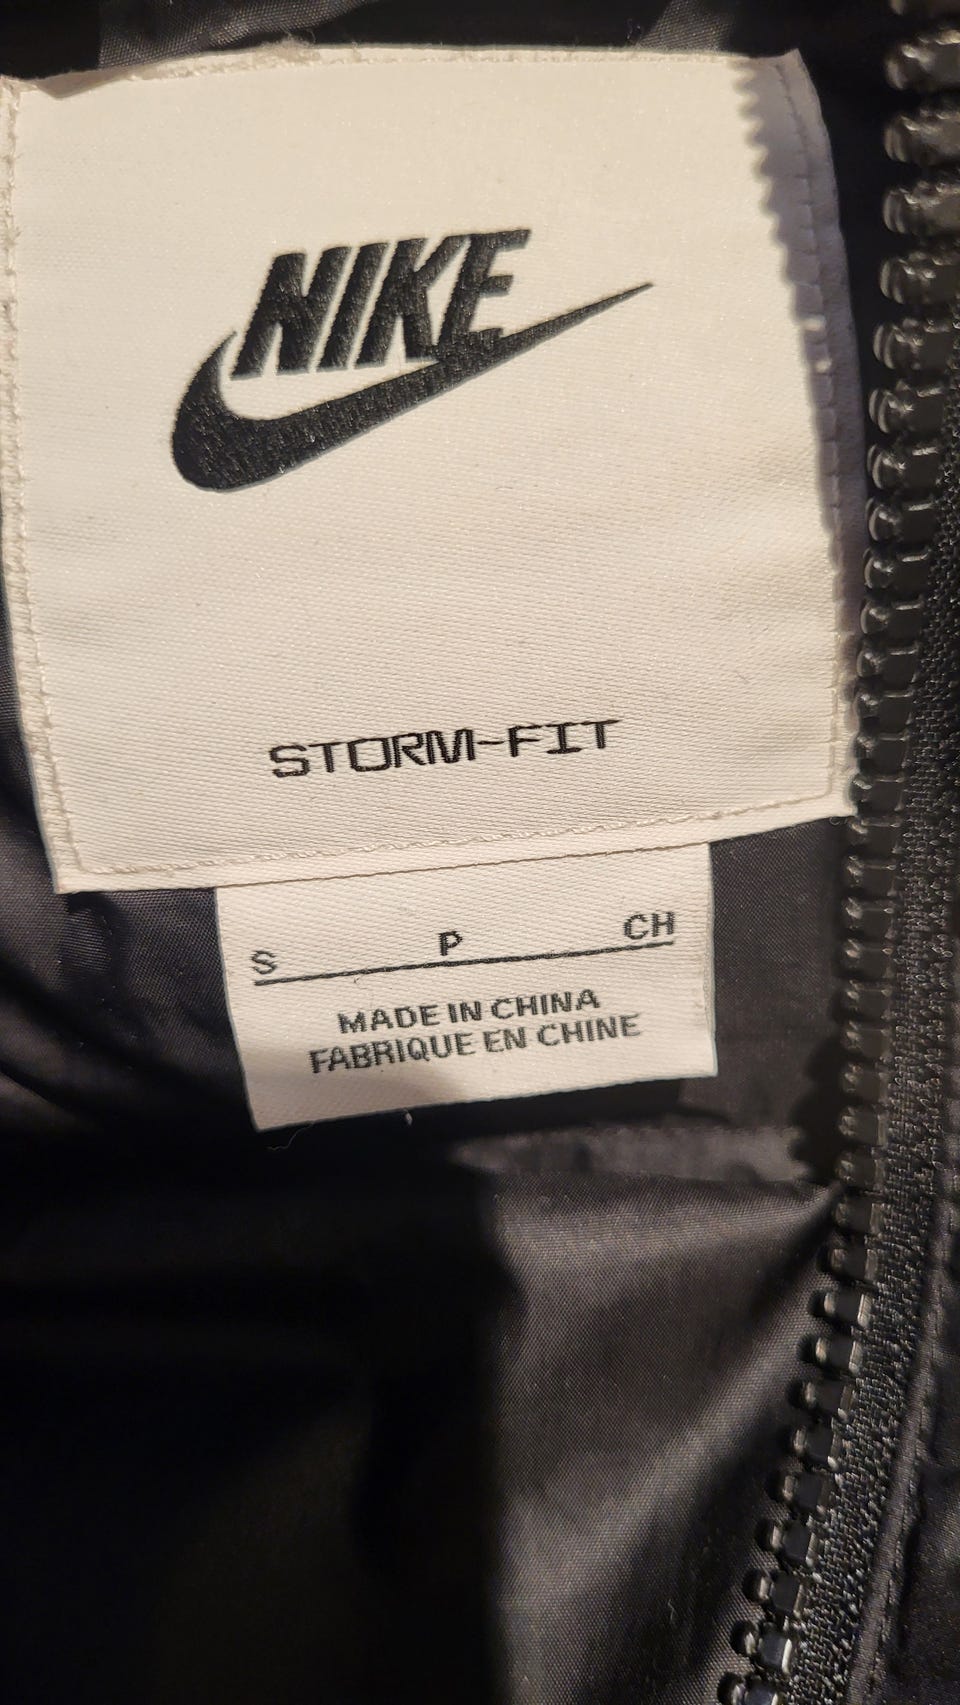 NIKE
STORM-FIT
S P CH
MADE IN CHINA
FABRIQUE EN CHINE